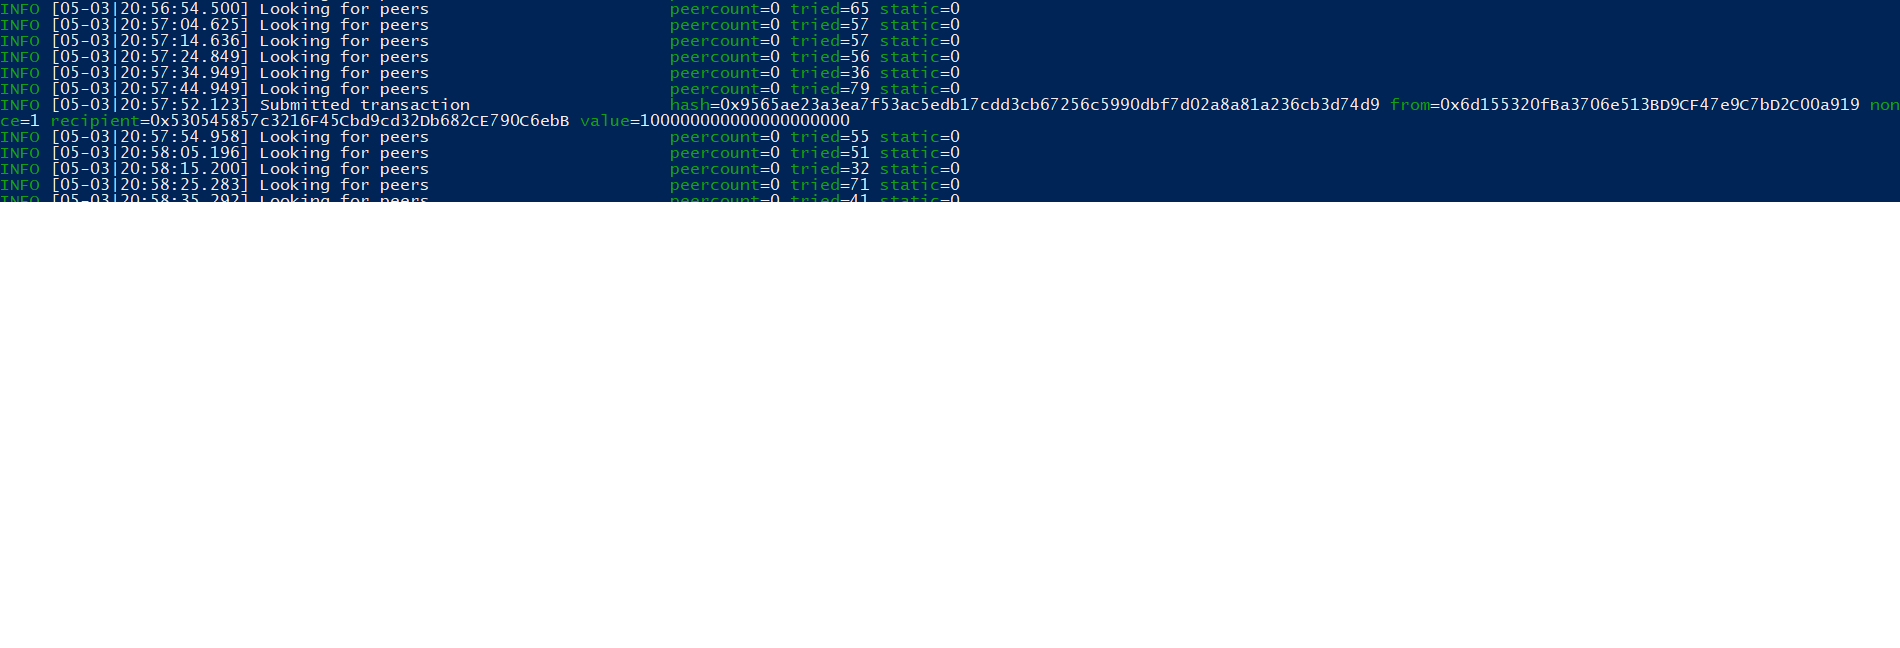 INFO [05-03|20:56:54.500] Looking for peers peercount=0 tried=65 static=0
INFO [05-03|20:57:04.625] Looking for peers peercount=0 tried=57 static=0
INFO [05-03|20:57:14.636] Looking for peers peercount=0 tried=57 static=0
INFO [05-03|20:57:24.849] Looking for peers peercount=0 tried=56 static=0
INFO [05-03|20:57:34.949] Looking for peers peercount=0 tried=36 static=0
INFO [05-03|20:57:44.949] Looking for peers peercount=0 tried=79 static=0
INFO [05-03|20:57:52.123] Submitted transaction hash=0x9565ae23a3ea7f53ac5edb17cdd3cb67256c5990dbf7d02a8a81a236cb3d74d9 from=0x6d155320fBa3706e513BD9CF47e9C7bD2C00a919 non
ce=1 recipient=0x530545857c3216F45Cbd9cd32Db682CE790C6ebB value=100000000000000000000
INFO [05-03|20:57:54.958] Looking for peers peercount=0 tried=55 static=0
INFO [05-03|20:58:05.196] Looking for peers peercount=0 tried=51 static=0
INFO [05-03|20:58:15.200] Looking for peers peercount=0 tried=32 static=0
INFO [05-03|20:58:25.283] Looking for peers peercount=0 tried=71 static=0
INFO [05-03|20:58:35.292] Looking for peers peercount=0 tried=41 static=0